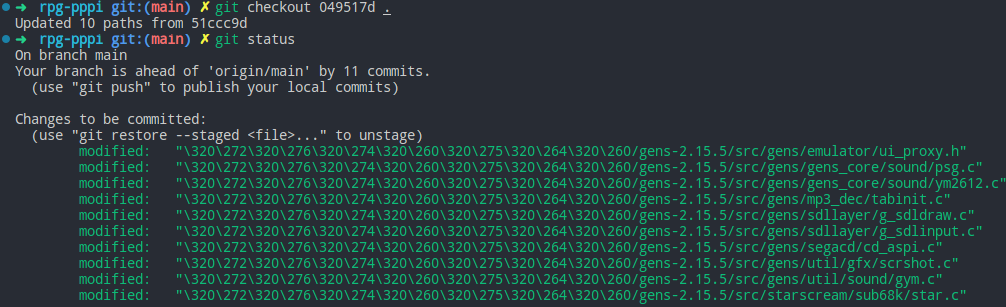 ➜ rpg-pppi git:(main) ✗ git checkout 049517d .
Updated 10 paths from 51ccc9d
➜ rpg-pppi git:(main) ✗ git status
On branch main
Your branch is ahead of 'origin/main' by 11 commits.
(use "git push" to publish your local commits)
Changes to be committed:
(use "git restore --staged <file>..." to unstage)
modified: "\320\272\320\276\320\274\320\260\320\275\320\264\320\260/gens-2.15.5/src/gens/emulator/ui_proxy.h"
modified: "\320\272\320\276\320\274\320\260\320\275\320\264\320\260/gens-2.15.5/src/gens/gens_core/sound/psg.c"
modified: "\320\272\320\276\320\274\320\260\320\275\320\264\320\260/gens-2.15.5/src/gens/gens_core/sound/ym2612.c"
modified: "\320\272\320\276\320\274\320\260\320\275\320\264\320\260/gens-2.15.5/src/gens/mp3_dec/tabinit.c"
modified: "\320\272\320\276\320\274\320\260\320\275\320\264\320\260/gens-2.15.5/src/gens/sdllayer/g_sdldraw.c"
modified: "\320\272\320\276\320\274\320\260\320\275\320\264\320\260/gens-2.15.5/src/gens/sdllayer/g_sdlinput.c"
modified: "\320\272\320\276\320\274\320\260\320\275\320\264\320\260/gens-2.15.5/src/gens/segacd/cd_aspi.c"
modified: "\320\272\320\276\320\274\320\260\320\275\320\264\320\260/gens-2.15.5/src/gens/util/gfx/scrshot.c"
modified: "\320\272\320\276\320\274\320\260\320\275\320\264\320\260/gens-2.15.5/src/gens/util/sound/gym.c"
modified: "\320\272\320\276\320\274\320\260\320\275\320\264\320\260/gens-2.15.5/src/starscream/sub68k/star.c"